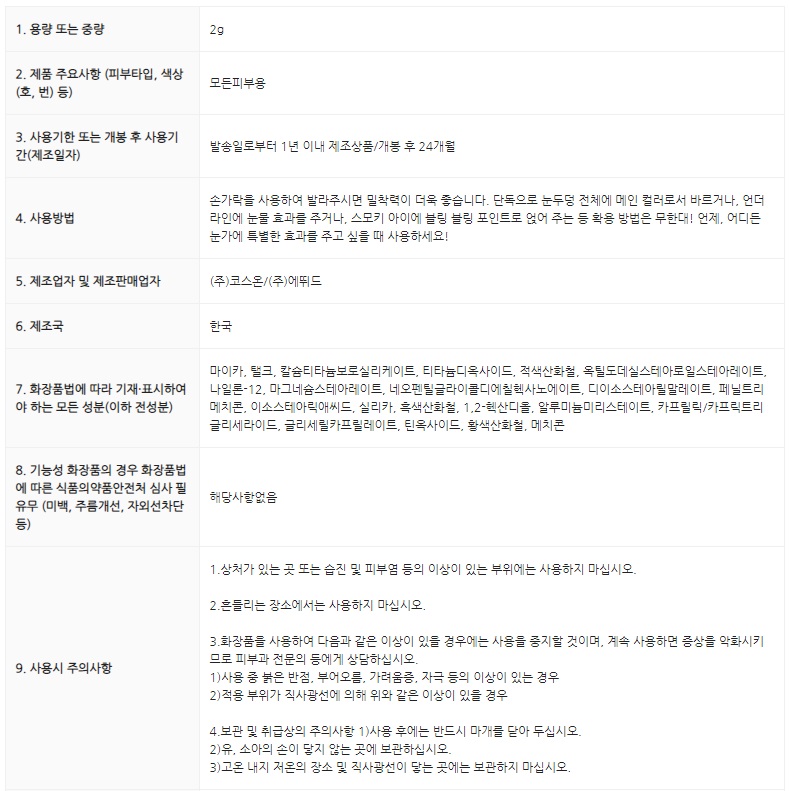 1. 용량 또는 중량
2g
2. 제품 주요사항 (피부타입, 색상
(호, 번) 등)
모든피부용
3. 사용기한 또는 개봉 후 사용기
간(제조일자)
발송일로부터 1년 이내 제조상품/개봉 후 24개월
4. 사용방법
손가락을 사용하여 발라주시면 밀착력이 더욱 좋습니다. 단독으로 눈두덩 전체에 메인 컬러로서 바르거나, 언더
라인에 눈물 효과를 주거나, 스모키 아이에 블링 블링 포인트로 얹어 주는 등 확용 방법은 무한대! 언제, 어디든
눈가에 특별한 효과를 주고 싶을 때 사용하세요!
5. 제조업자 및 제조판매업자
(주)코스온/(주)에뛰드
6. 제조국
한국
7. 화장품법에 따라 기재·표시하여
야 하는 모든 성분(이하 전성분)
마이카, 탤크, 칼슘티타늄보로실리케이트, 티타늄디옥사이드, 적색산화철, 옥틸도데실스테아로일스테아레이트,
나일론-12, 마그네슘스테아레이트, 네오펜틸글라이콜디에칠헥사노에이트, 디이소스테아릴말레이트, 페닐트리
메치콘, 이소스테아릭애씨드, 실리카, 흑색산화철, 1,2-헥산디올, 알루미늄미리스테이트, 카프릴릭/카프릭트리
글리세라이드, 글리세릴카프릴레이트, 틴옥사이드, 황색산화철, 메치콘
8. 기능성 화장품의 경우 화장품법
에 따른 식품의약품안전처 심사 필
유무 (미백, 주름개선, 자외선차단
등)
해당사항없음
9. 사용시 주의사항
1.상처가 있는 곳 또는 습진 및 피부염 등의 이상이 있는 부위에는 사용하지 마십시오.
2.흔들리는 장소에서는 사용하지 마십시오.
3.화장품을 사용하여 다음과 같은 이상이 있을 경우에는 사용을 중지할 것이며, 계속 사용하면 증상을 악화시키
므로 피부과 전문의 등에게 상담하십시오.
1)사용 중 붉은 반점, 부어오름, 가려움증, 자극 등의 이상이 있는 경우
2)적용 부위가 직사광선에 의해 위와 같은 이상이 있을 경우
4.보관 및 취급상의 주의사항 1)사용 후에는 반드시 마개를 닫아 두십시오.
2)유, 소아의 손이 닿지 않는 곳에 보관하십시오.
3)고온 내지 저온의 장소 및 직사광선이 닿는 곳에는 보관하지 마십시오.